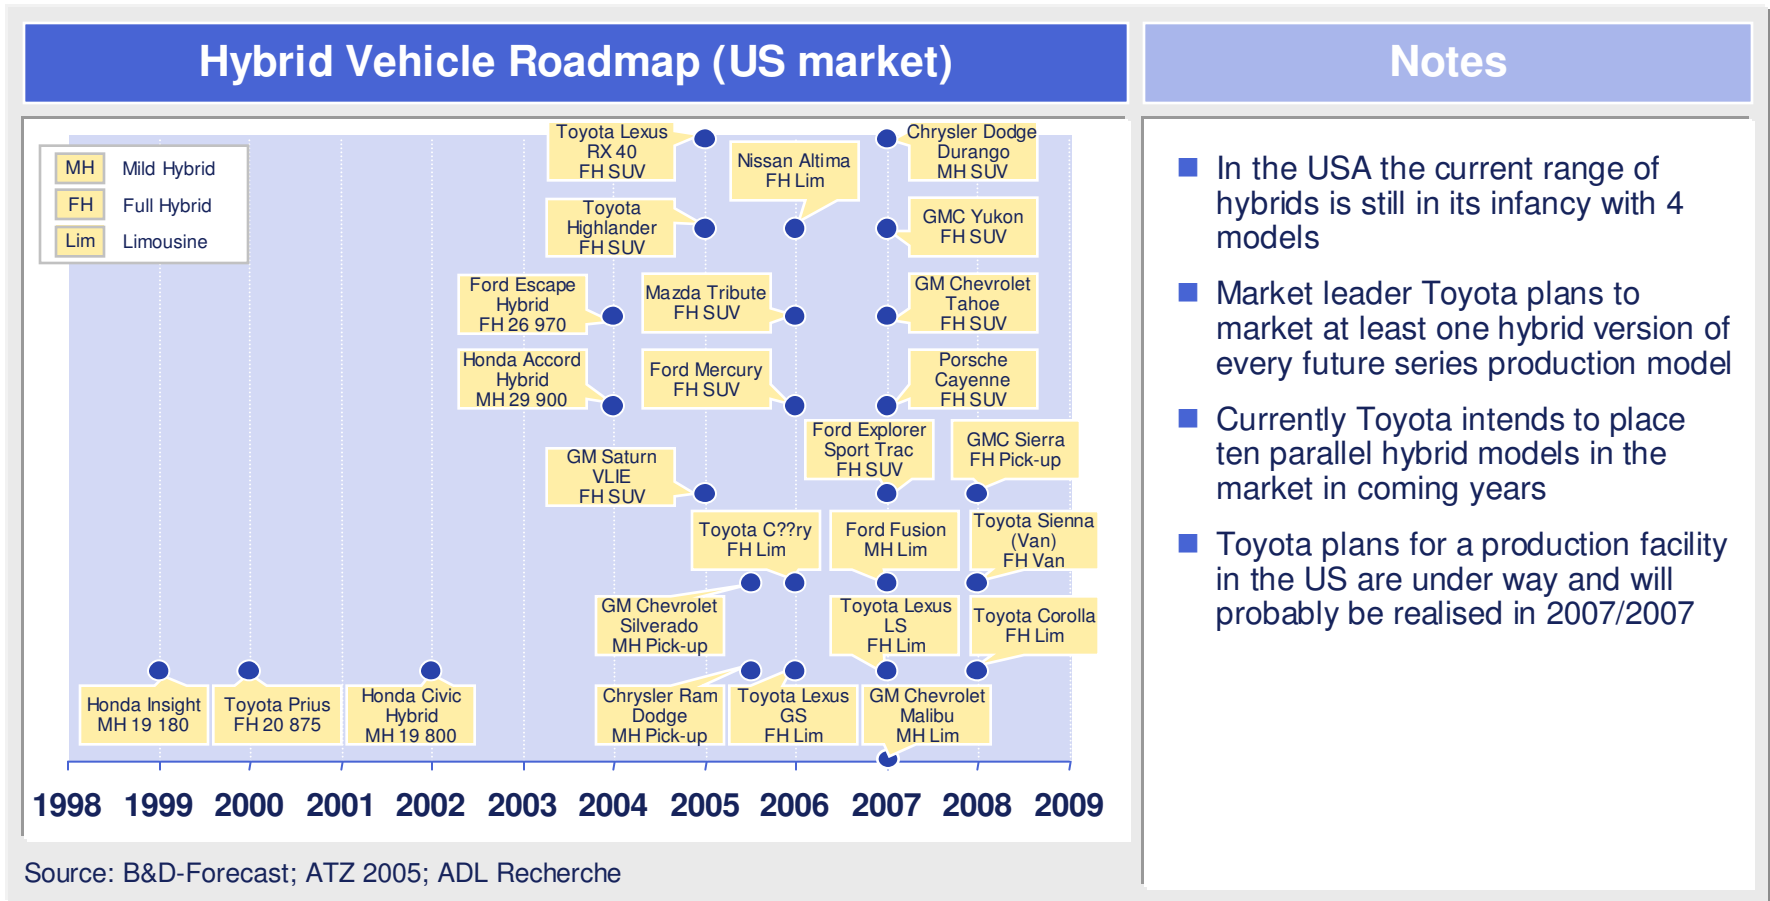 Hybrid Vehicle Roadmap (US market)
Notes
MH Mild Hybrid
FH Full Hybrid
Lim Limousine
Toyota Lexus
RX 40
FH SUV
Nissan Altima
FH Lim
Chrysler Dodge
Durango
MH SUV
Toyota
Highlander
FH SUV
GMC Yukon
FH SUV
Ford Escape
Hybrid
FH 26 970
Mazda Tribute
FH SUV
GM Chevrolet
Tahoe
FH SUV
Honda Accord
Hybrid
MH 29 900
Ford Mercury
FH SUV
Porsche
Cayenne
FH SUV
GM Saturn
VLIE
FH SUV
Ford Explorer
Sport Trac
FH SUV
GMC Sierra
FH Pick-up
Toyota C??ry
FH Lim
Ford Fusion
MH Lim
Toyota Sienna
(Van)
FH Van
GM Chevrolet
Silverado
MH Pick-up
Toyota Lexus
LS
FH Lim
Toyota Corolla
FH Lim
Honda Insight
MH 19 180
Toyota Prius
FH 20 875
Honda Civic
Hybrid
MH 19 800
Chrysler Ram
Dodge
MH Pick-up
Toyota Lexus
GS
FH Lim
GM Chevrolet
Malibu
MH Lim
1998 1999 2000 2001 2002 2003 2004 2005 2006 2007 2008 2009
In the USA the current range of
hybrids is still in its infancy with 4
models
Market leader Toyota plans to
market at least one hybrid version of
every future series production model
Currently Toyota intends to place
ten parallel hybrid models in the
market in coming years
Toyota plans for a production facility
in the US are under way and will
probably be realised in 2007/2007
Source: B&D-Forecast; ATZ 2005; ADL Recherche